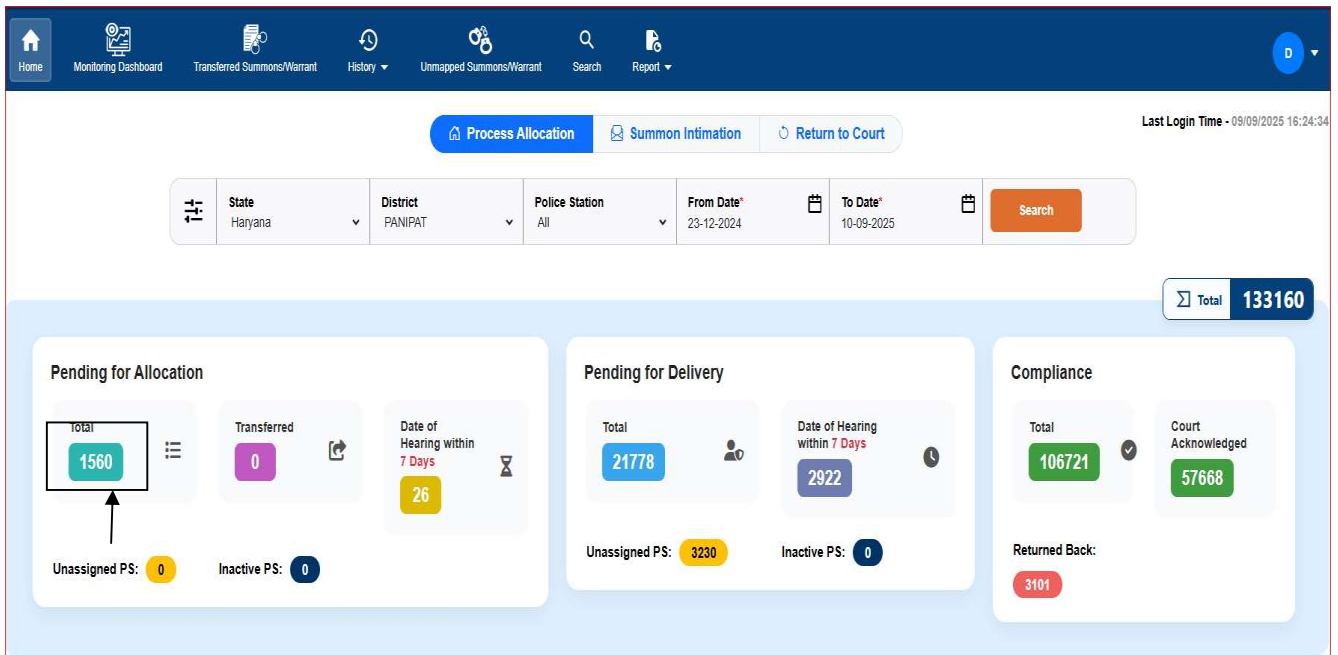 Home
Monitoring Dashboard
Transferred Summons/Warrant
History
Unmapped Summons/Warrant
Search
Report
D
Process Allocation
Summon Intimation
Return to Court
Last Login Time - 09/09/2025 16:24:34
State
Haryana
District
PANIPAT
Police Station
All
From Date*
23-12-2024
To Date*
10-09-2025
Search
Σ Total 133160
Pending for Allocation
Total
1560
Transferred
0
Date of
Hearing within
7 Days
26
Unassigned PS: 0
Inactive PS: 0
Pending for Delivery
Total
21778
Date of Hearing
within 7 Days
2922
Unassigned PS: 3230
Inactive PS: 0
Compliance
Total
106721
Court
Acknowledged
57668
Returned Back:
3101